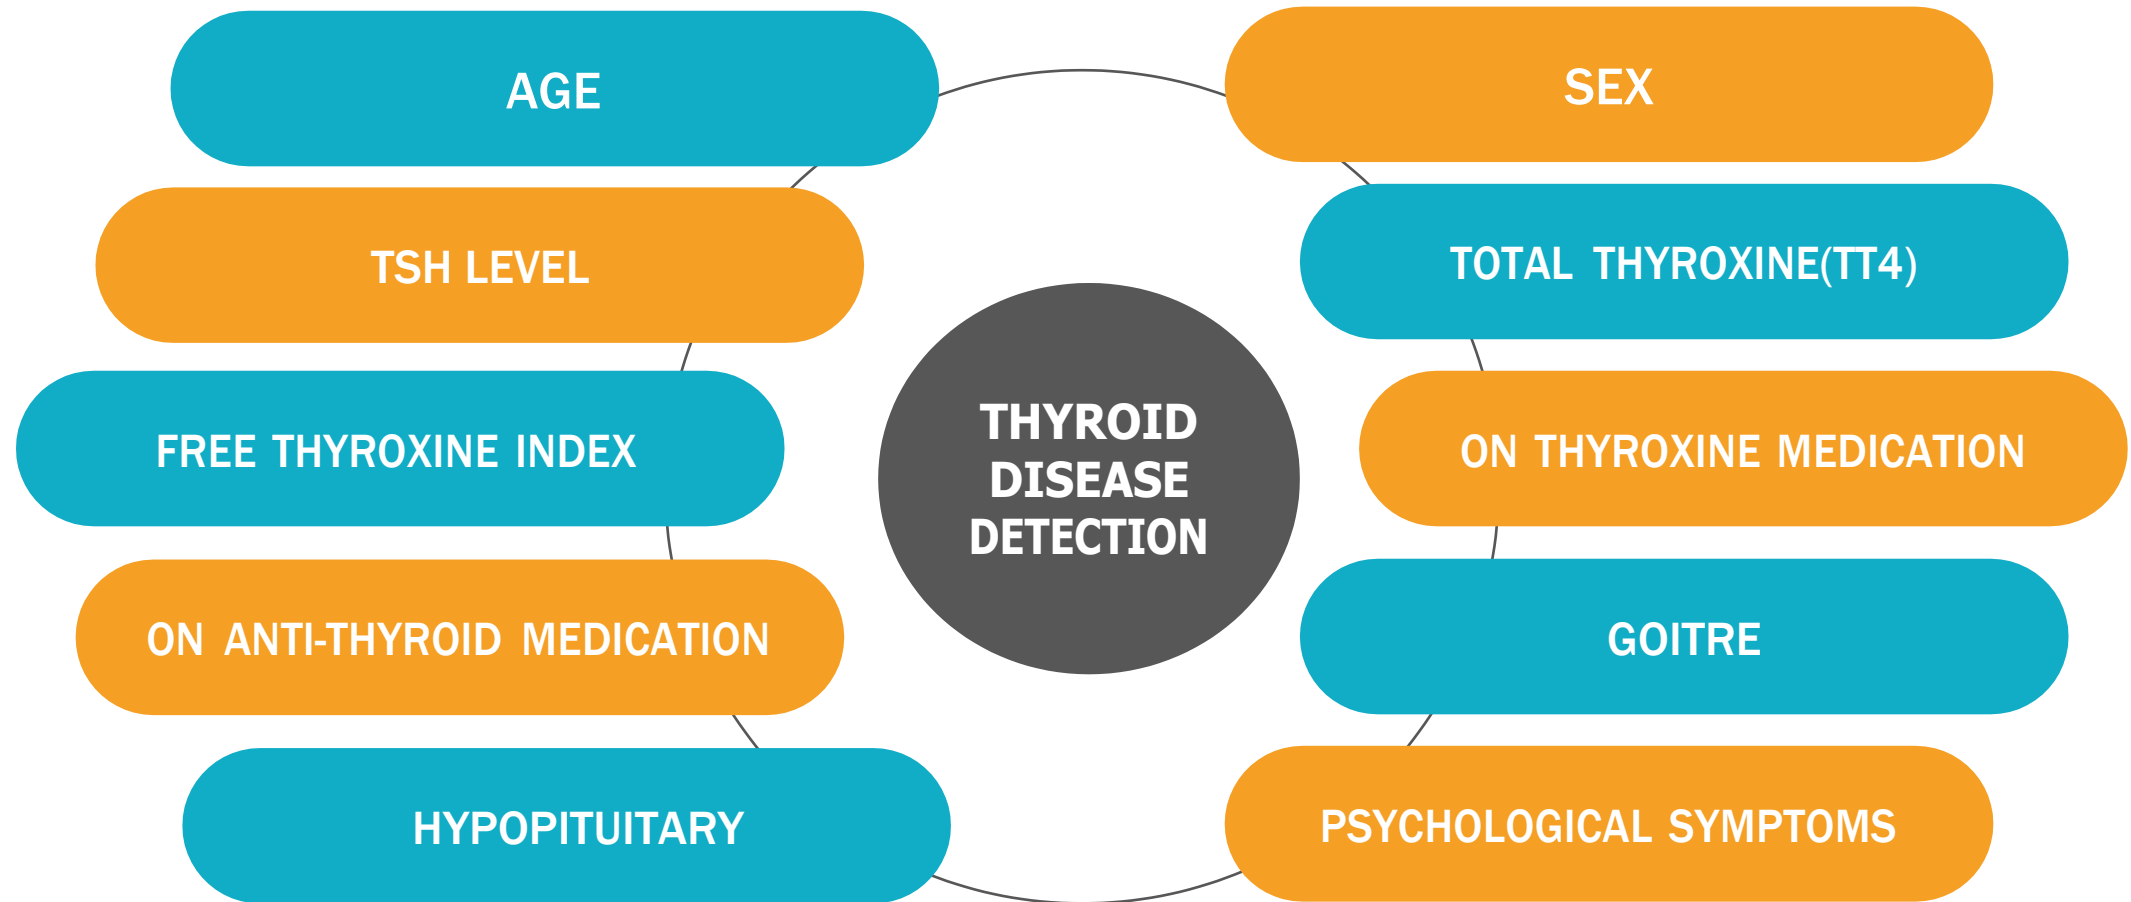 AGE
SEX
TSH LEVEL
TOTAL THYROXINE(TT4)
FREE THYROXINE INDEX
THYROID
DISEASE
DETECTION
ON THYROXINE MEDICATION
ON ANTI-THYROID MEDICATION
GOITRE
HYPOPITUITARY
PSYCHOLOGICAL SYMPTOMS